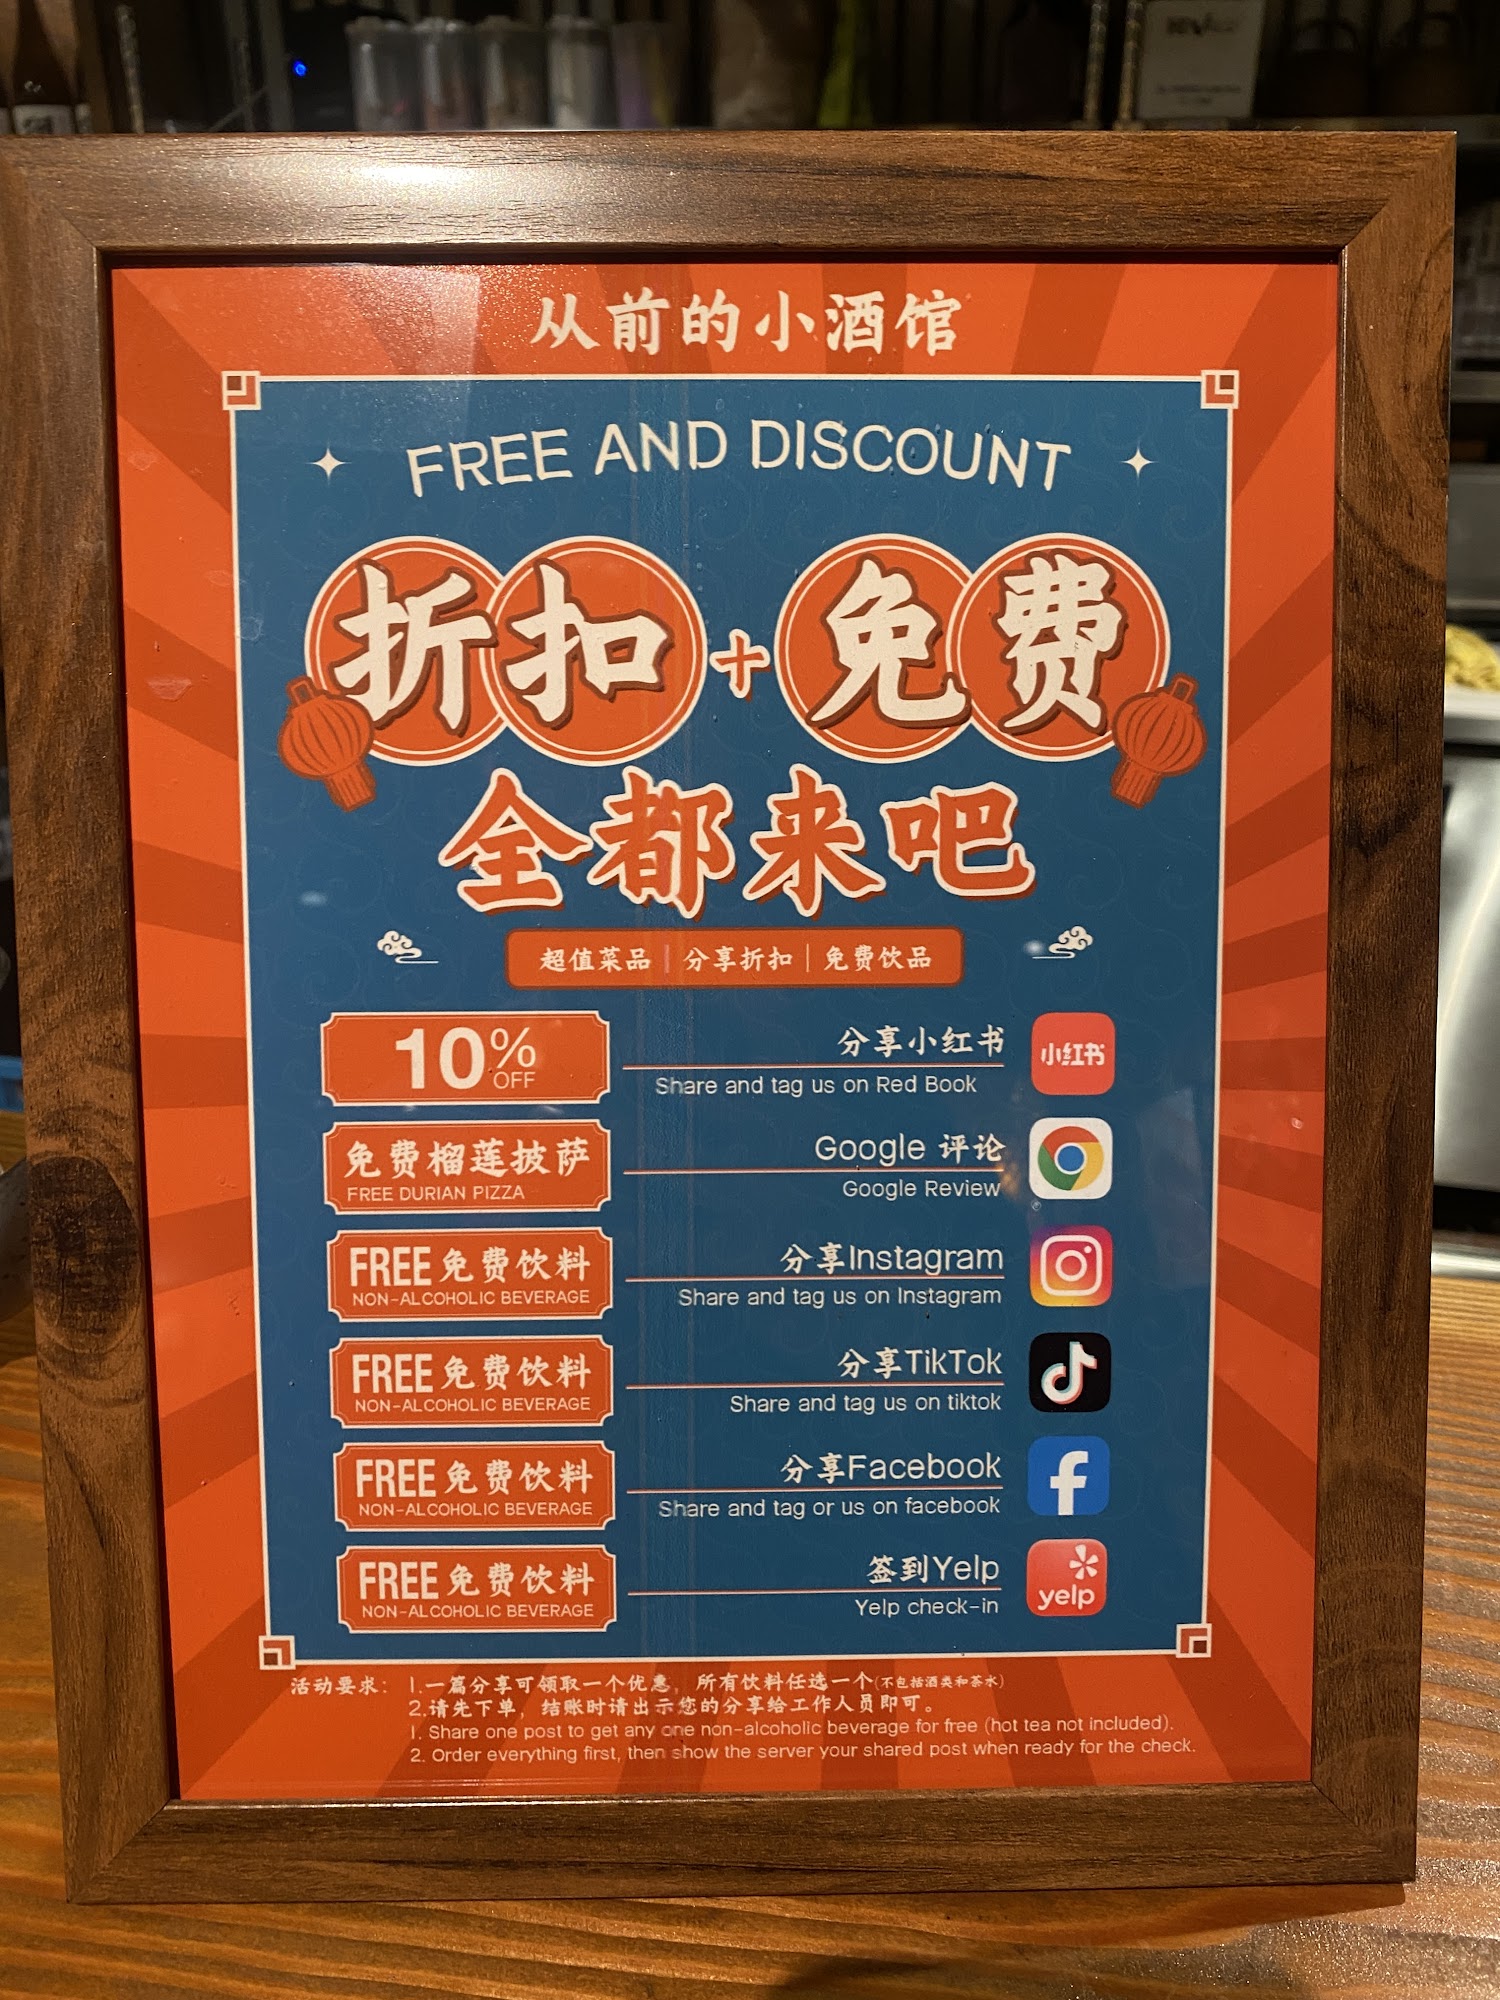 从前的小酒馆
FREE AND DISCOUNT
折扣+免费
全都来吧
超值菜品｜分享折扣｜免费饮品
10% OFF
分享小红书
Share and tag us on Red Book
小红书
免费榴莲披萨
FREE DURIAN PIZZA
Google 评论
Google Review
FREE免费饮料
NON-ALCOHOLIC BEVERAGE
分享Instagram
Share and tag us on Instagram
FREE免费饮料
NON-ALCOHOLIC BEVERAGE
分享TikTok
Share and tag us on tiktok
FREE免费饮料
NON-ALCOHOLIC BEVERAGE
分享Facebook
Share and tag or us on facebook
FREE免费饮料
NON-ALCOHOLIC BEVERAGE
签到Yelp
Yelp check-in
yelp
活动要求： 1.一篇分享可领取一个优惠，所有饮料任选一个(不包括酒类和茶水)
2.请先下单，结账时请出示您的分享给工作人员即可。
1. Share one post to get any one non-alcoholic beverage for free (hot tea not included).
2. Order everything first, then show the server your shared post when ready for the check.